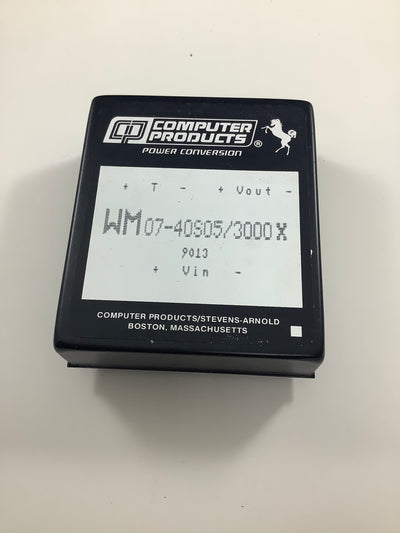 COMPUTER
PRODUCTS®
POWER CONVERSION
+ T - + Vout -
WM07-40S05/3000X
9013
+ Vin -
COMPUTER PRODUCTS/STEVENS-ARNOLD
BOSTON, MASSACHUSETTS